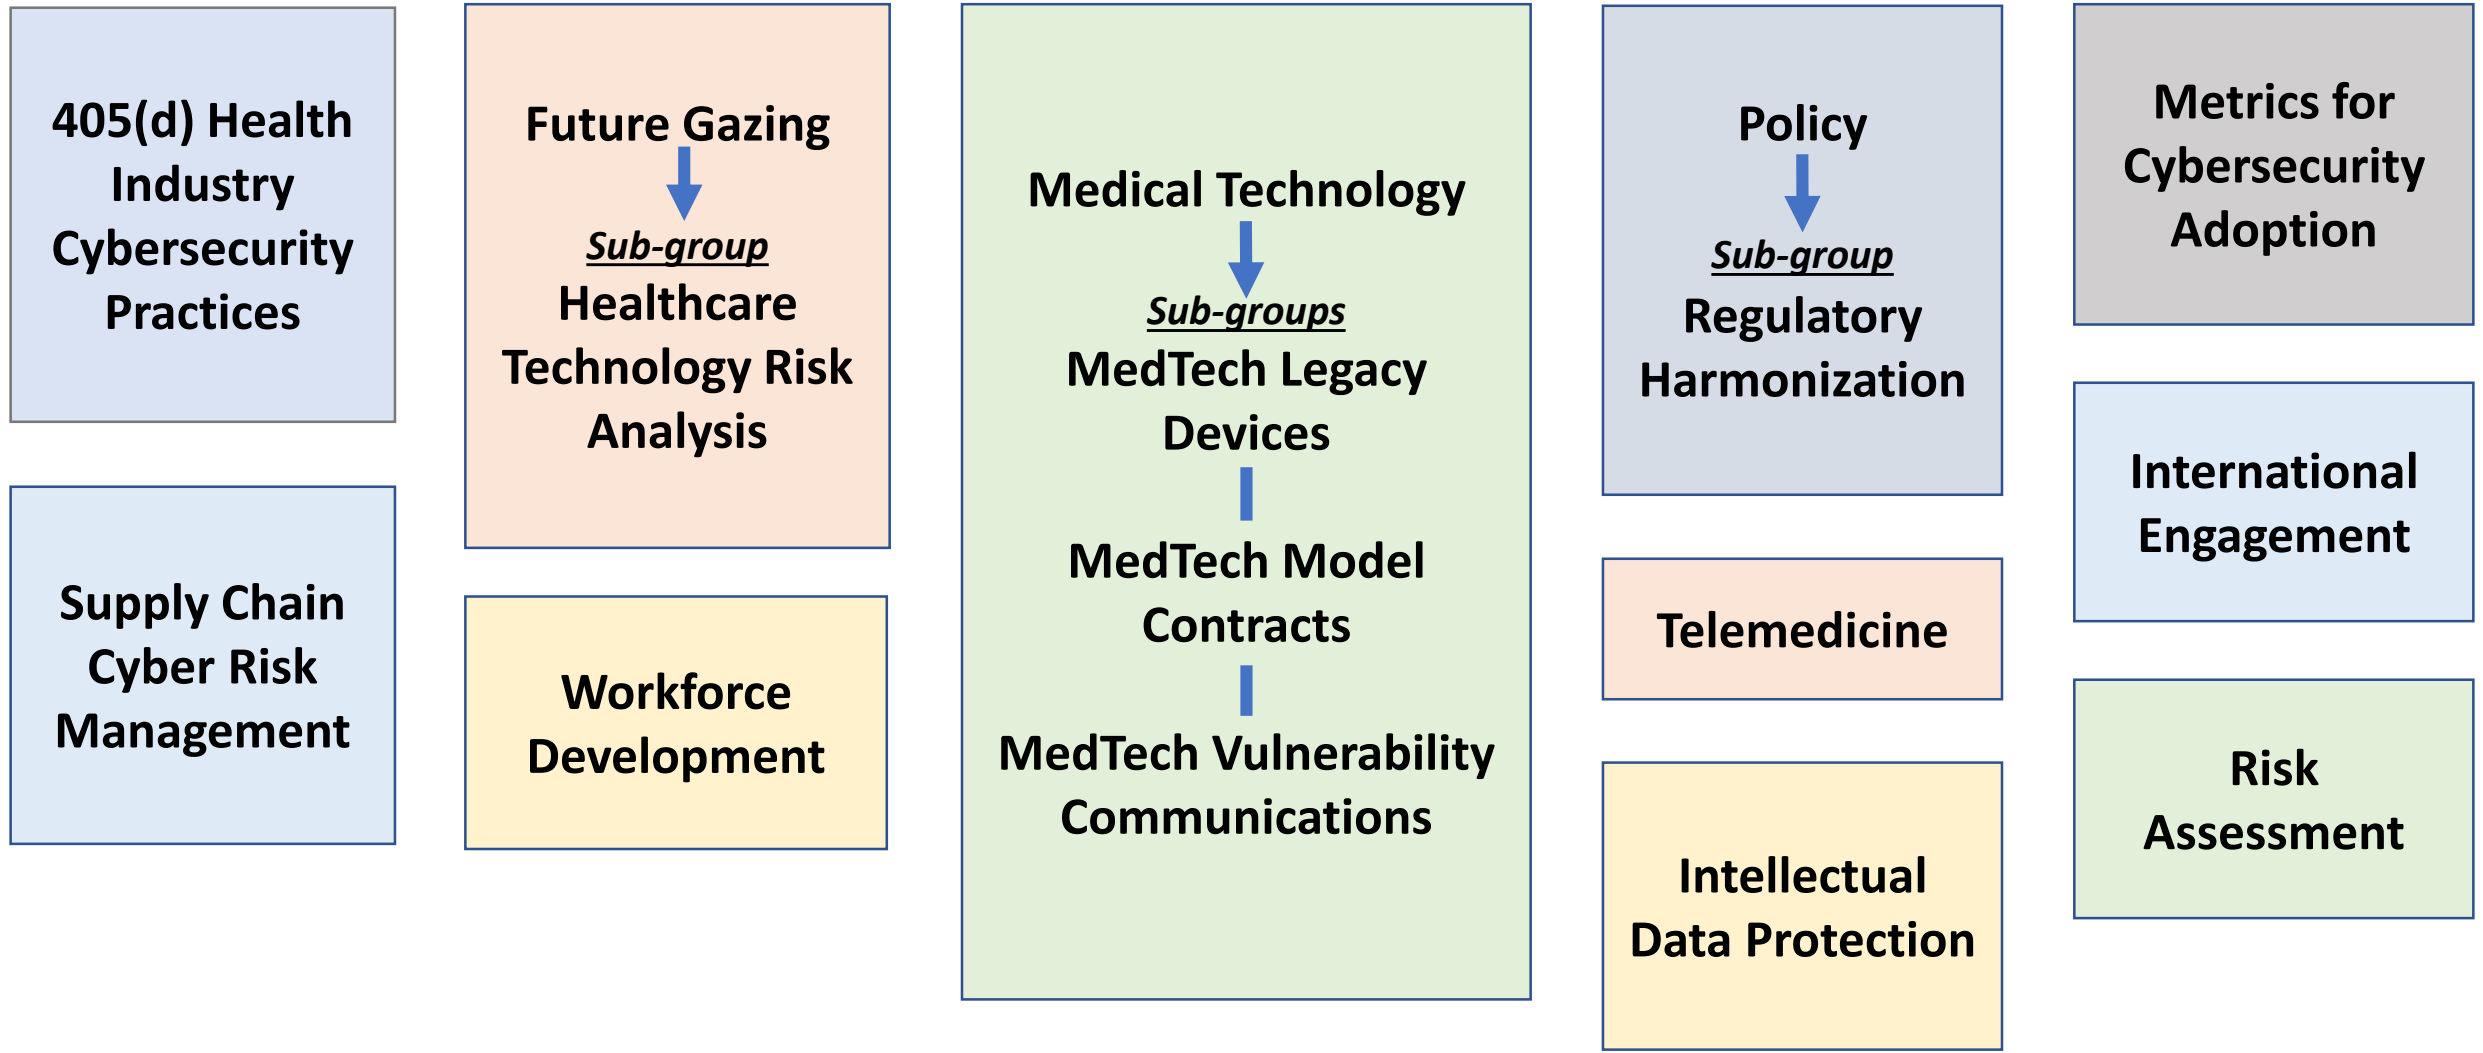 405(d) Health
Industry
Cybersecurity
Practices
Supply Chain
Cyber Risk
Management
Future Gazing
Sub-group
Healthcare
Technology Risk
Analysis
Workforce
Development
Medical Technology
Sub-groups
MedTech Legacy
Devices
MedTech Model
Contracts
MedTech Vulnerability
Communications
Policy
Sub-group
Regulatory
Harmonization
Telemedicine
Intellectual
Data Protection
Metrics for
Cybersecurity
Adoption
International
Engagement
Risk
Assessment